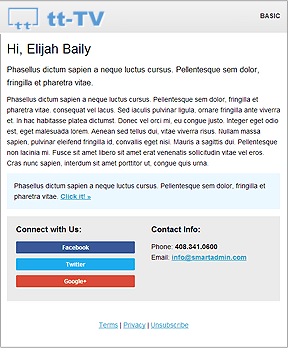 tt-TV
BASIC
Hi, Elijah Baily
Phasellus dictum sapien a neque luctus cursus. Pellentesque sem dolor,
fringilla et pharetra vitae.
Phasellus dictum sapien a neque luctus cursus. Pellentesque sem dolor, fringilla et
pharetra vitae. consequat vel lacus. Sed iaculis pulvinar ligula, ornare fringilla ante viverra
et. In hac habitasse platea dictumst. Donec vel orci mi, eu congue justo. Integer eget odio
est, eget malesuada lorem. Aenean sed tellus dui, vitae viverra risus. Nullam massa
sapien, pulvinar eleifend fringilla id, convallis eget nisi. Mauris a sagittis dui. Pellentesque
non lacinia mi. Fusce sit amet libero sit amet erat venenatis sollicitudin vitae vel eros.
Cras nunc sapien, interdum sit amet porttitor ut, congue quis urna.
Phasellus dictum sapien a neque luctus cursus. Pellentesque sem dolor, fringilla et
pharetra vitae. Click it! »
Connect with Us:
Facebook
Twitter
Google+
Contact Info:
Phone: 408.341.0600
Email: info@smartadmin.com
Terms | Privacy | Unsubscribe